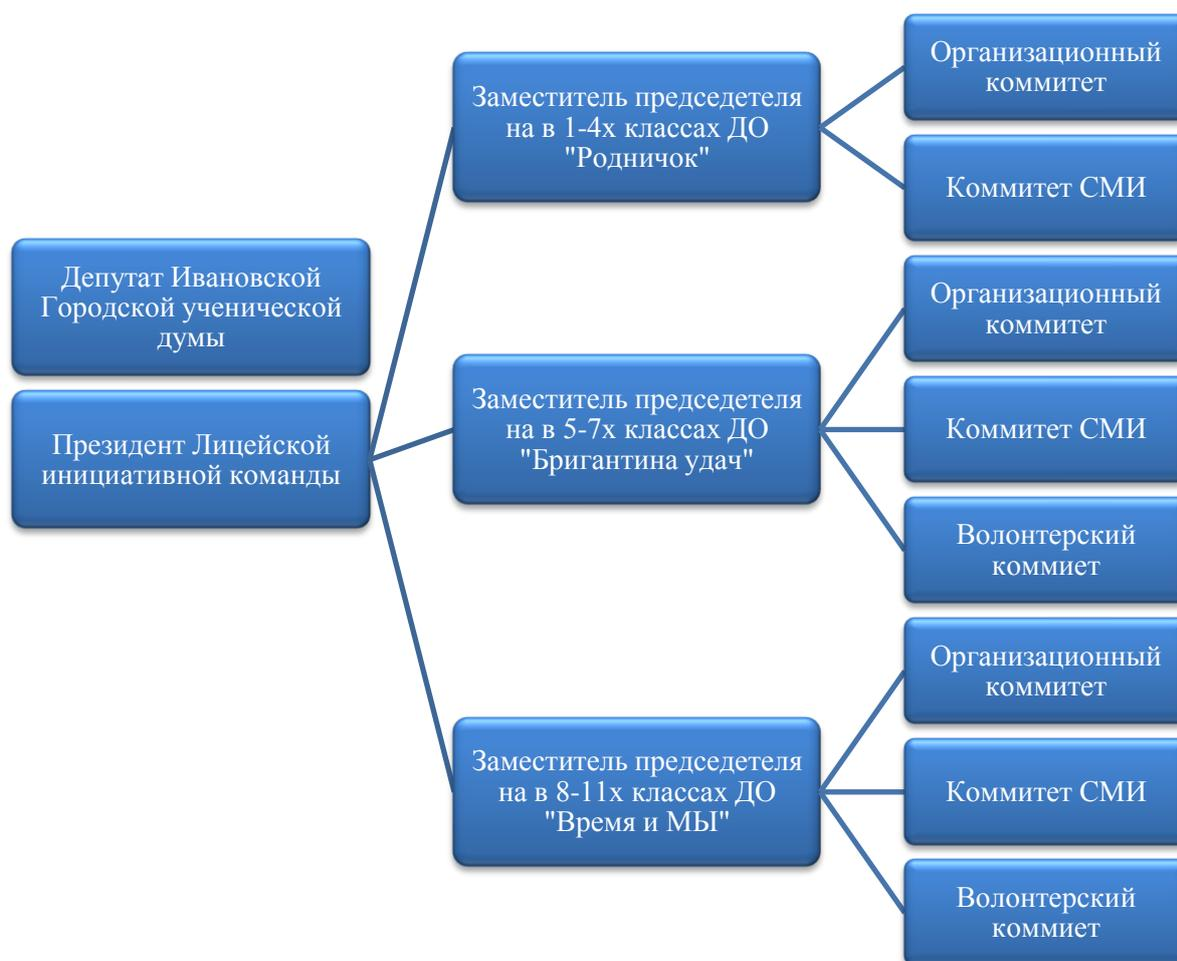 Депутат Ивановской
Городской ученической
думы
Президент Лицейской
инициативной команды
Заместитель председетеля
на в 1-4х классах ДО
"Родничок"
Организационный
коммитет
Коммитет СМИ
Заместитель председетеля
на в 5-7х классах ДО
"Бригантина удач"
Организационный
коммитет
Коммитет СМИ
Волонтерский
коммиет
Заместитель председетеля
на в 8-11х классах ДО
"Время и МЫ"
Организационный
коммитет
Коммитет СМИ
Волонтерский
коммиет